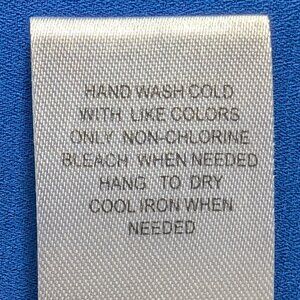 HAND WASH COLD
WITH LIKE COLORS
ONLY NON-CHLORINE
BLEACH WHEN NEEDED
HANG TO DRY
COOL IRON WHEN
NEEDED